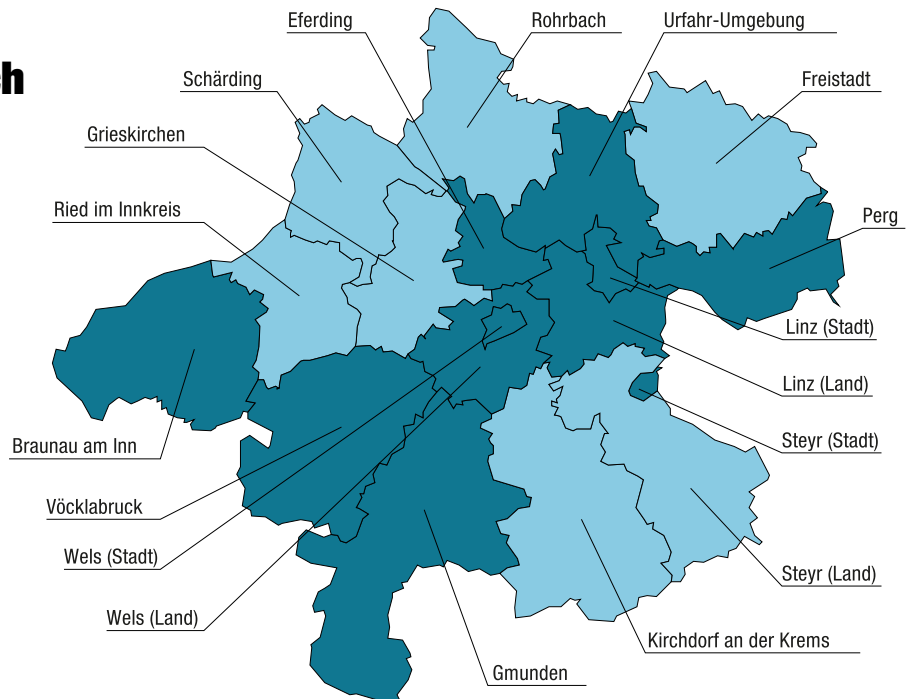 ch
Eferding
Rohrbach
Urfahr-Umgebung
Schärding
Freistadt
Grieskirchen
Ried im Innkreis
Perg
Linz (Stadt)
Linz (Land)
Braunau am Inn
Steyr (Stadt)
Vöcklabruck
Wels (Stadt)
Steyr (Land)
Wels (Land)
Kirchdorf an der Krems
Gmunden